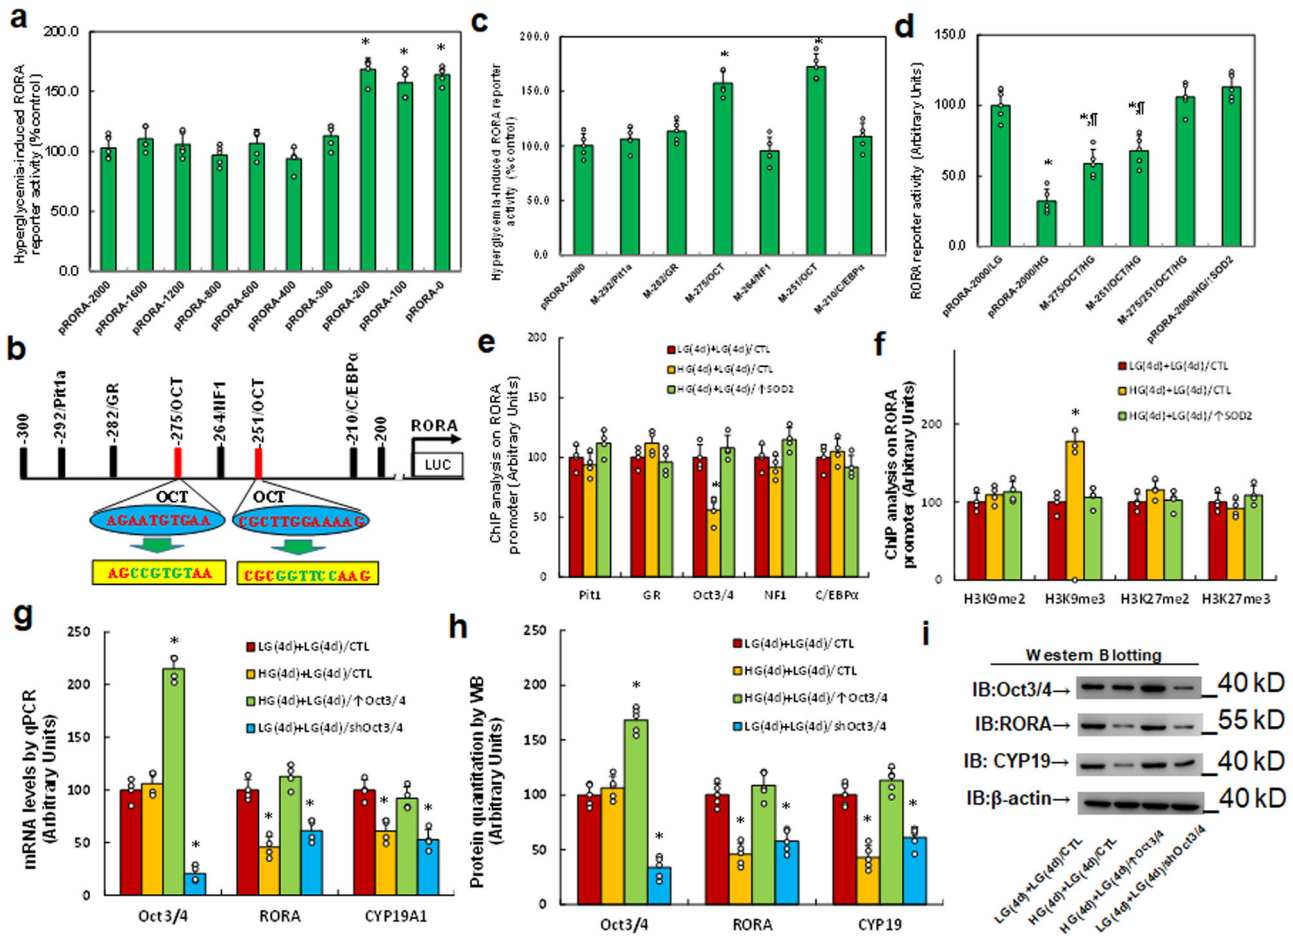 a
Hyperglycemia-induced RORA
reporter activity (%control)
200.0
150.0
100.0
50.0
0.0
*
*
*
pRORA-2000
pRORA-1600
pRORA-1200
pRORA-800
pRORA-600
pRORA-400
pRORA-300
pRORA-200
pRORA-100
pRORA-0
c
Hyperglycemia-Induced RORA reporter
activity (%control)
200.0
150.0
100.0
50.0
0.0
*
*
pRORA-2000
M-292/Pit1a
M-282/GR
M-275/OCT
M-264/NF1
M-251/OCT
M-210/C/EBPα
d
RORA reporter activity (Arbitrary Units)
150.0
100.0
50.0
0.0
*
*,¶
*,¶
pRORA-2000/LG
pRORA-2000/HG
M-275/OCT/HG
M-251/OCT/HG
M-275/251/OCT/HG
pRORA-2000/HG/↑SOD2
b
-300
-292/Pit1a
-282/GR
-275/OCT
-264/NF1
-251/OCT
-210/C/EBPα
-200
RORA
LUC
OCT
OCT
AGAATGTGAA
CGCTTGGAAAAG
AGCCGTGTAA
CGCGGTTCCAAG
e
ChIP analysis on RORA
promoter (Arbitrary Units)
200
150
100
50
0
LG(4d)+LG(4d)/CTL
HG(4d)+LG(4d)/CTL
HG(4d)+LG(4d)/↑SOD2
*
Pit1
GR
Oct3/4
NF1
C/EBPα
f
ChIP analysis on RORA
promoter (Arbitrary Units)
200
100
0
LG(4d)+LG(4d)/CTL
HG(4d)+LG(4d)/CTL
HG(4d)+LG(4d)/↑SOD2
*
H3K9me2
H3K9me3
H3K27me2
H3K27me3
g
mRNA levels by qPCR
(Arbitrary Units)
250
200
150
100
50
0
LG(4d)+LG(4d)/CTL
HG(4d)+LG(4d)/CTL
HG(4d)+LG(4d)/↑Oct3/4
LG(4d)+LG(4d)/shOct3/4
*
*
*
*
*
*
Oct3/4
RORA
CYP19A1
h
Protein quantitation by WB
(Arbitrary Units)
250
200
150
100
50
0
LG(4d)+LG(4d)/CTL
HG(4d)+LG(4d)/CTL
HG(4d)+LG(4d)/↑Oct3/4
LG(4d)+LG(4d)/shOct3/4
*
*
*
*
*
*
Oct3/4
RORA
CYP19
i
Western Blotting
IB:Oct3/4→
40 kD
IB:RORA→
55 kD
IB: CYP19→
40 kD
IB:β-actin→
40 kD
LG(4d)+LG(4d)/CTL
HG(4d)+LG(4d)/CTL
HG(4d)+LG(4d)/↑Oct3/4
LG(4d)+LG(4d)/shOct3/4